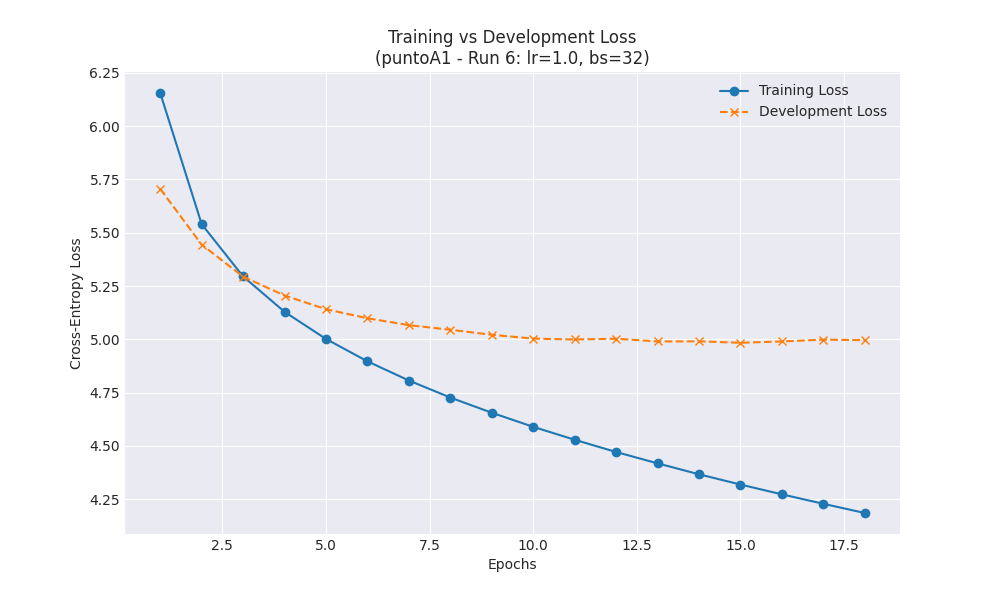 Training vs Development Loss
(puntoA1 - Run 6: lr=1.0, bs=32)
Training Loss
Development Loss
Cross-Entropy Loss
6.25
6.00
5.75
5.50
5.25
5.00
4.75
4.50
4.25
2.5 5.0 7.5 10.0 12.5 15.0 17.5
Epochs